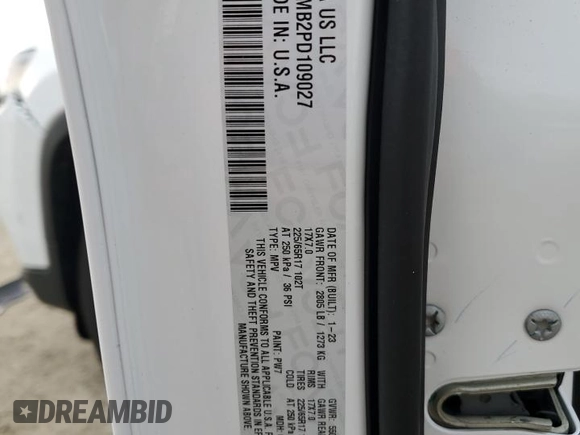 A US LLC
MB2PD109027
DE IN: U.S.A.
DATE OF MFR (BUILT): 1-23
GAWR FRONT: 2805 LB / 1273 KG WITH
17X7.0
225/65R17 102T
AT 250 kPa / 36 PSI
TYPE: MPV
THIS VEHICLE CONFORMS TO ALL APPLICABLE U.S.A.
SAFETY AND THEFT PREVENTION STANDARDS IN
MANUFACTURE SHOWN ABOVE.
GVWR:
GAWR REA
RIMS 17X7.0
TIRES 225/65R17
COLD AT 250
PAINT: PW7 MDH:
DREAMBID